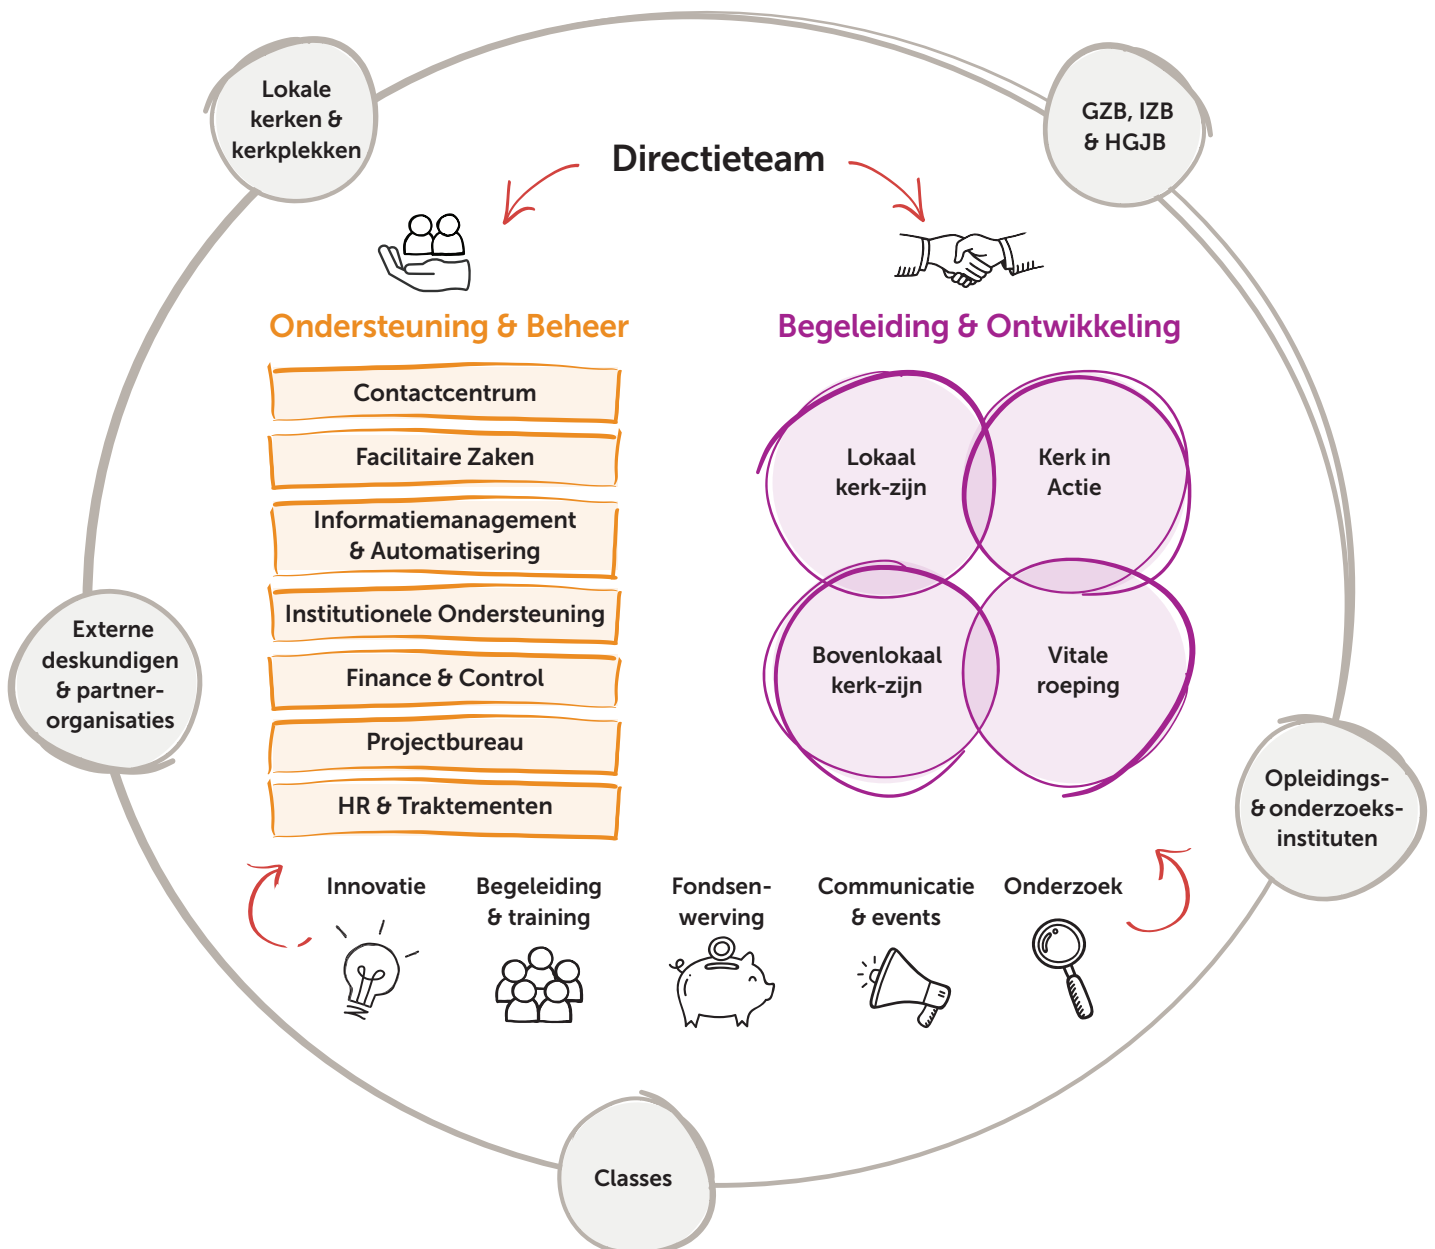 Lokale
kerken &
kerkplekken
GZB, IZB
& HGJB
Directieteam
Ondersteuning & Beheer
Contactcentrum
Facilitaire Zaken
Informatiemanagement
& Automatisering
Institutionele Ondersteuning
Finance & Control
Projectbureau
HR & Traktementen
Begeleiding & Ontwikkeling
Lokaal
kerk-zijn
Kerk in
Actie
Bovenlokaal
kerk-zijn
Vitale
roeping
Externe
deskundigen
& partner-
organisaties
Opleidings-
& onderzoeks-
instituten
Innovatie
Begeleiding
& training
Fondsen-
werving
Communicatie
& events
Onderzoek
Classes